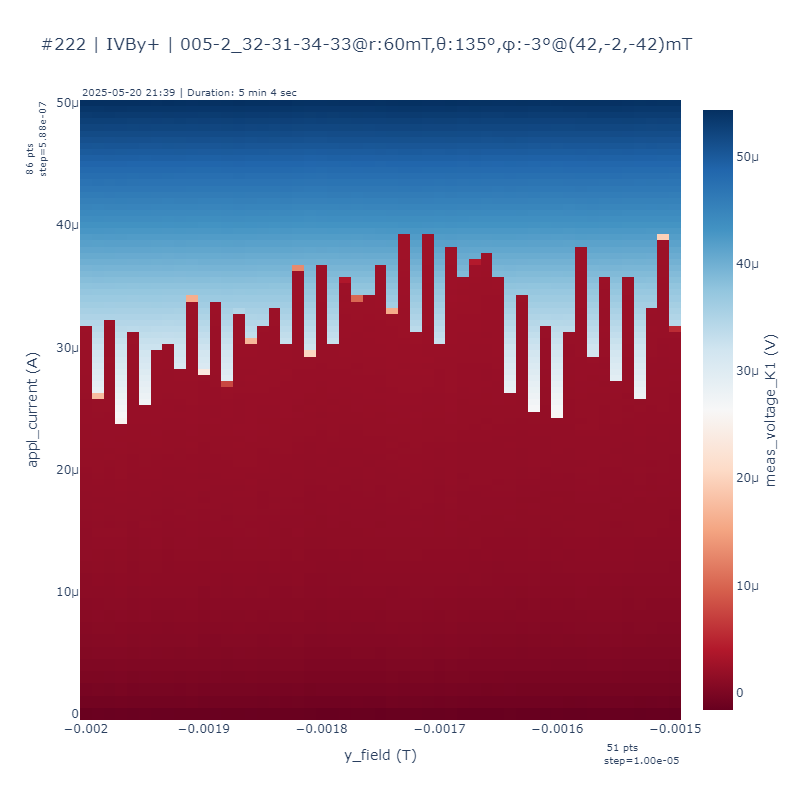 #222 | IVBy+ | 005-2_32-31-34-33@r:60mT,θ:135°,φ:-3°@(42,-2,-42)mT
2025-05-20 21:39 | Duration: 5 min 4 sec
86 pts
step=5.88e-07
50μ
40μ
30μ
20μ
10μ
0
appl_current (A)
−0.002
−0.0019
−0.0018
−0.0017
−0.0016
−0.0015
y_field (T)
51 pts
step=1.00e-05
50μ
40μ
30μ
20μ
10μ
0
meas_voltage_K1 (V)